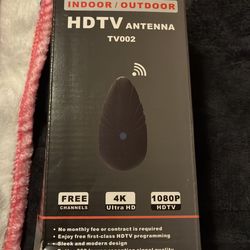 INDOOR / OUTDOOR
HDTV ANTENNA
TV002
FREE
CHANNELS
4K
Ultra HD
1080P
HDTV
No monthly fee or contract is required
Enjoy free first-class HDTV programming
Sleek and modern design